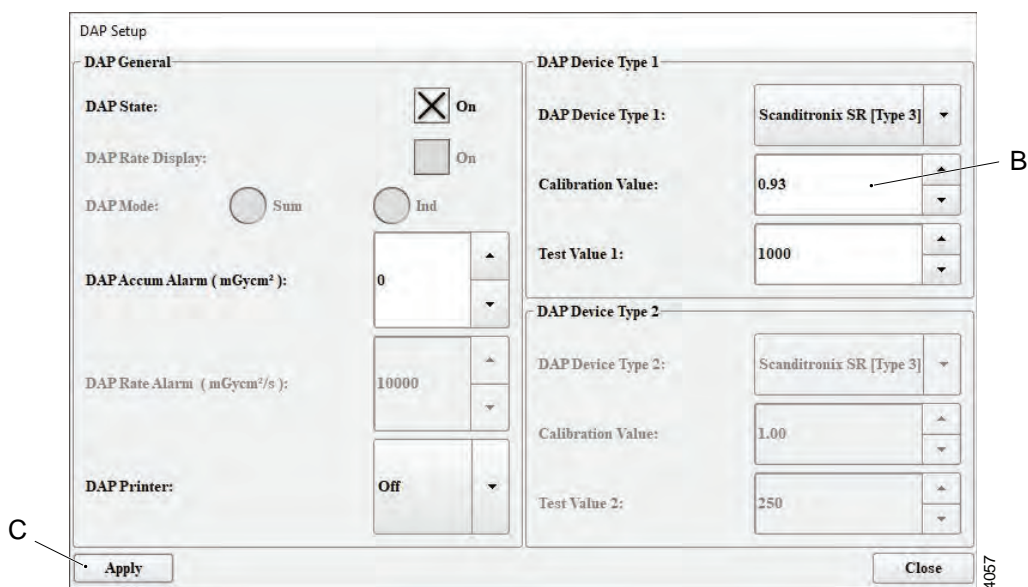 DAP Setup
DAP General
DAP State: On
DAP Rate Display: On
DAP Mode: Sum Ind
DAP Accum Alarm ( mGycm² ): 0
DAP Rate Alarm ( mGycm²/s ): 10000
DAP Printer: Off
DAP Device Type 1
DAP Device Type 1: Scanditronix SR [Type 3]
Calibration Value: 0.93
B
Test Value 1: 1000
DAP Device Type 2
DAP Device Type 2: Scanditronix SR [Type 3]
Calibration Value: 1.00
Test Value 2: 250
C
Apply
Close
4057